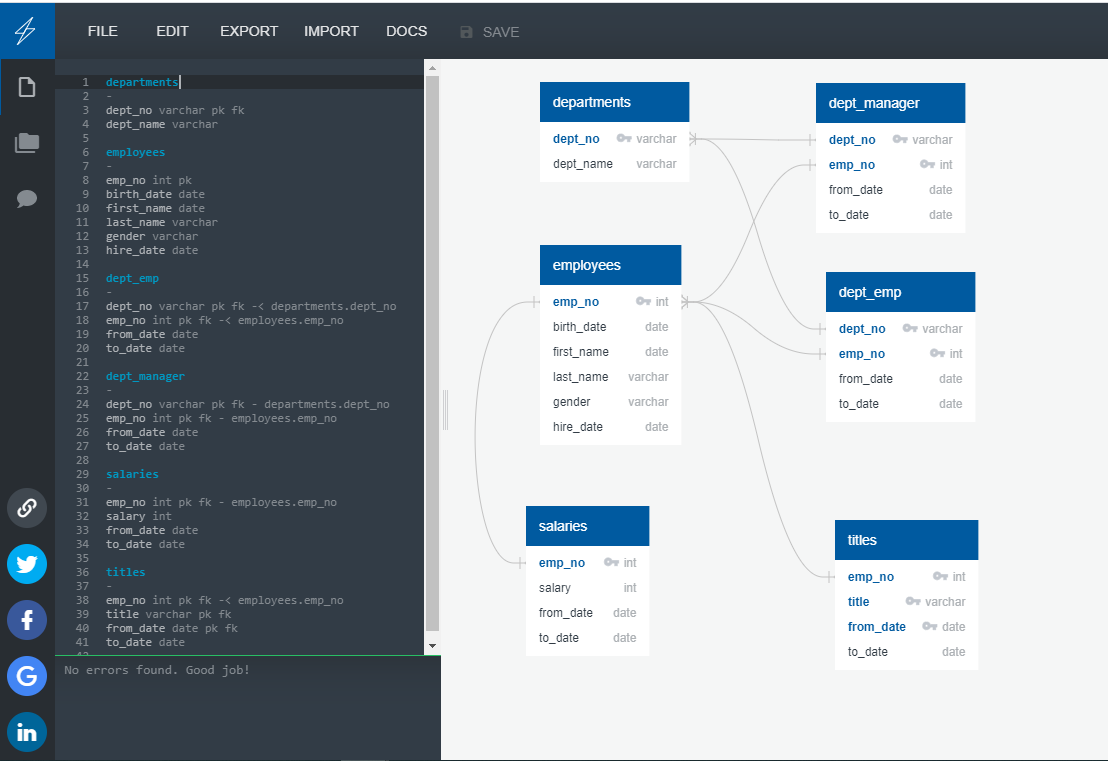 FILE EDIT EXPORT IMPORT DOCS SAVE
1 departments
2 -
3 dept_no varchar pk fk
4 dept_name varchar
5
6 employees
7 -
8 emp_no int pk
9 birth_date date
10 first_name date
11 last_name varchar
12 gender varchar
13 hire_date date
14
15 dept_emp
16 -
17 dept_no varchar pk fk -< departments.dept_no
18 emp_no int pk fk -< employees.emp_no
19 from_date date
20 to_date date
21
22 dept_manager
23 -
24 dept_no varchar pk fk - departments.dept_no
25 emp_no int pk fk - employees.emp_no
26 from_date date
27 to_date date
28
29 salaries
30 -
31 emp_no int pk fk - employees.emp_no
32 salary int
33 from_date date
34 to_date date
35
36 titles
37 -
38 emp_no int pk fk -< employees.emp_no
39 title varchar pk fk
40 from_date date pk fk
41 to_date date
No errors found. Good job!
departments
dept_no varchar
dept_name varchar
dept_manager
dept_no varchar
emp_no int
from_date date
to_date date
employees
emp_no int
birth_date date
first_name date
last_name varchar
gender varchar
hire_date date
dept_emp
dept_no varchar
emp_no int
from_date date
to_date date
salaries
emp_no int
salary int
from_date date
to_date date
titles
emp_no int
title varchar
from_date date
to_date date
f
G
in